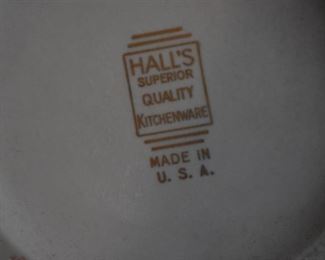 HALL'S
SUPERIOR
QUALITY
KITCHENWARE
MADE IN
U. S. A.